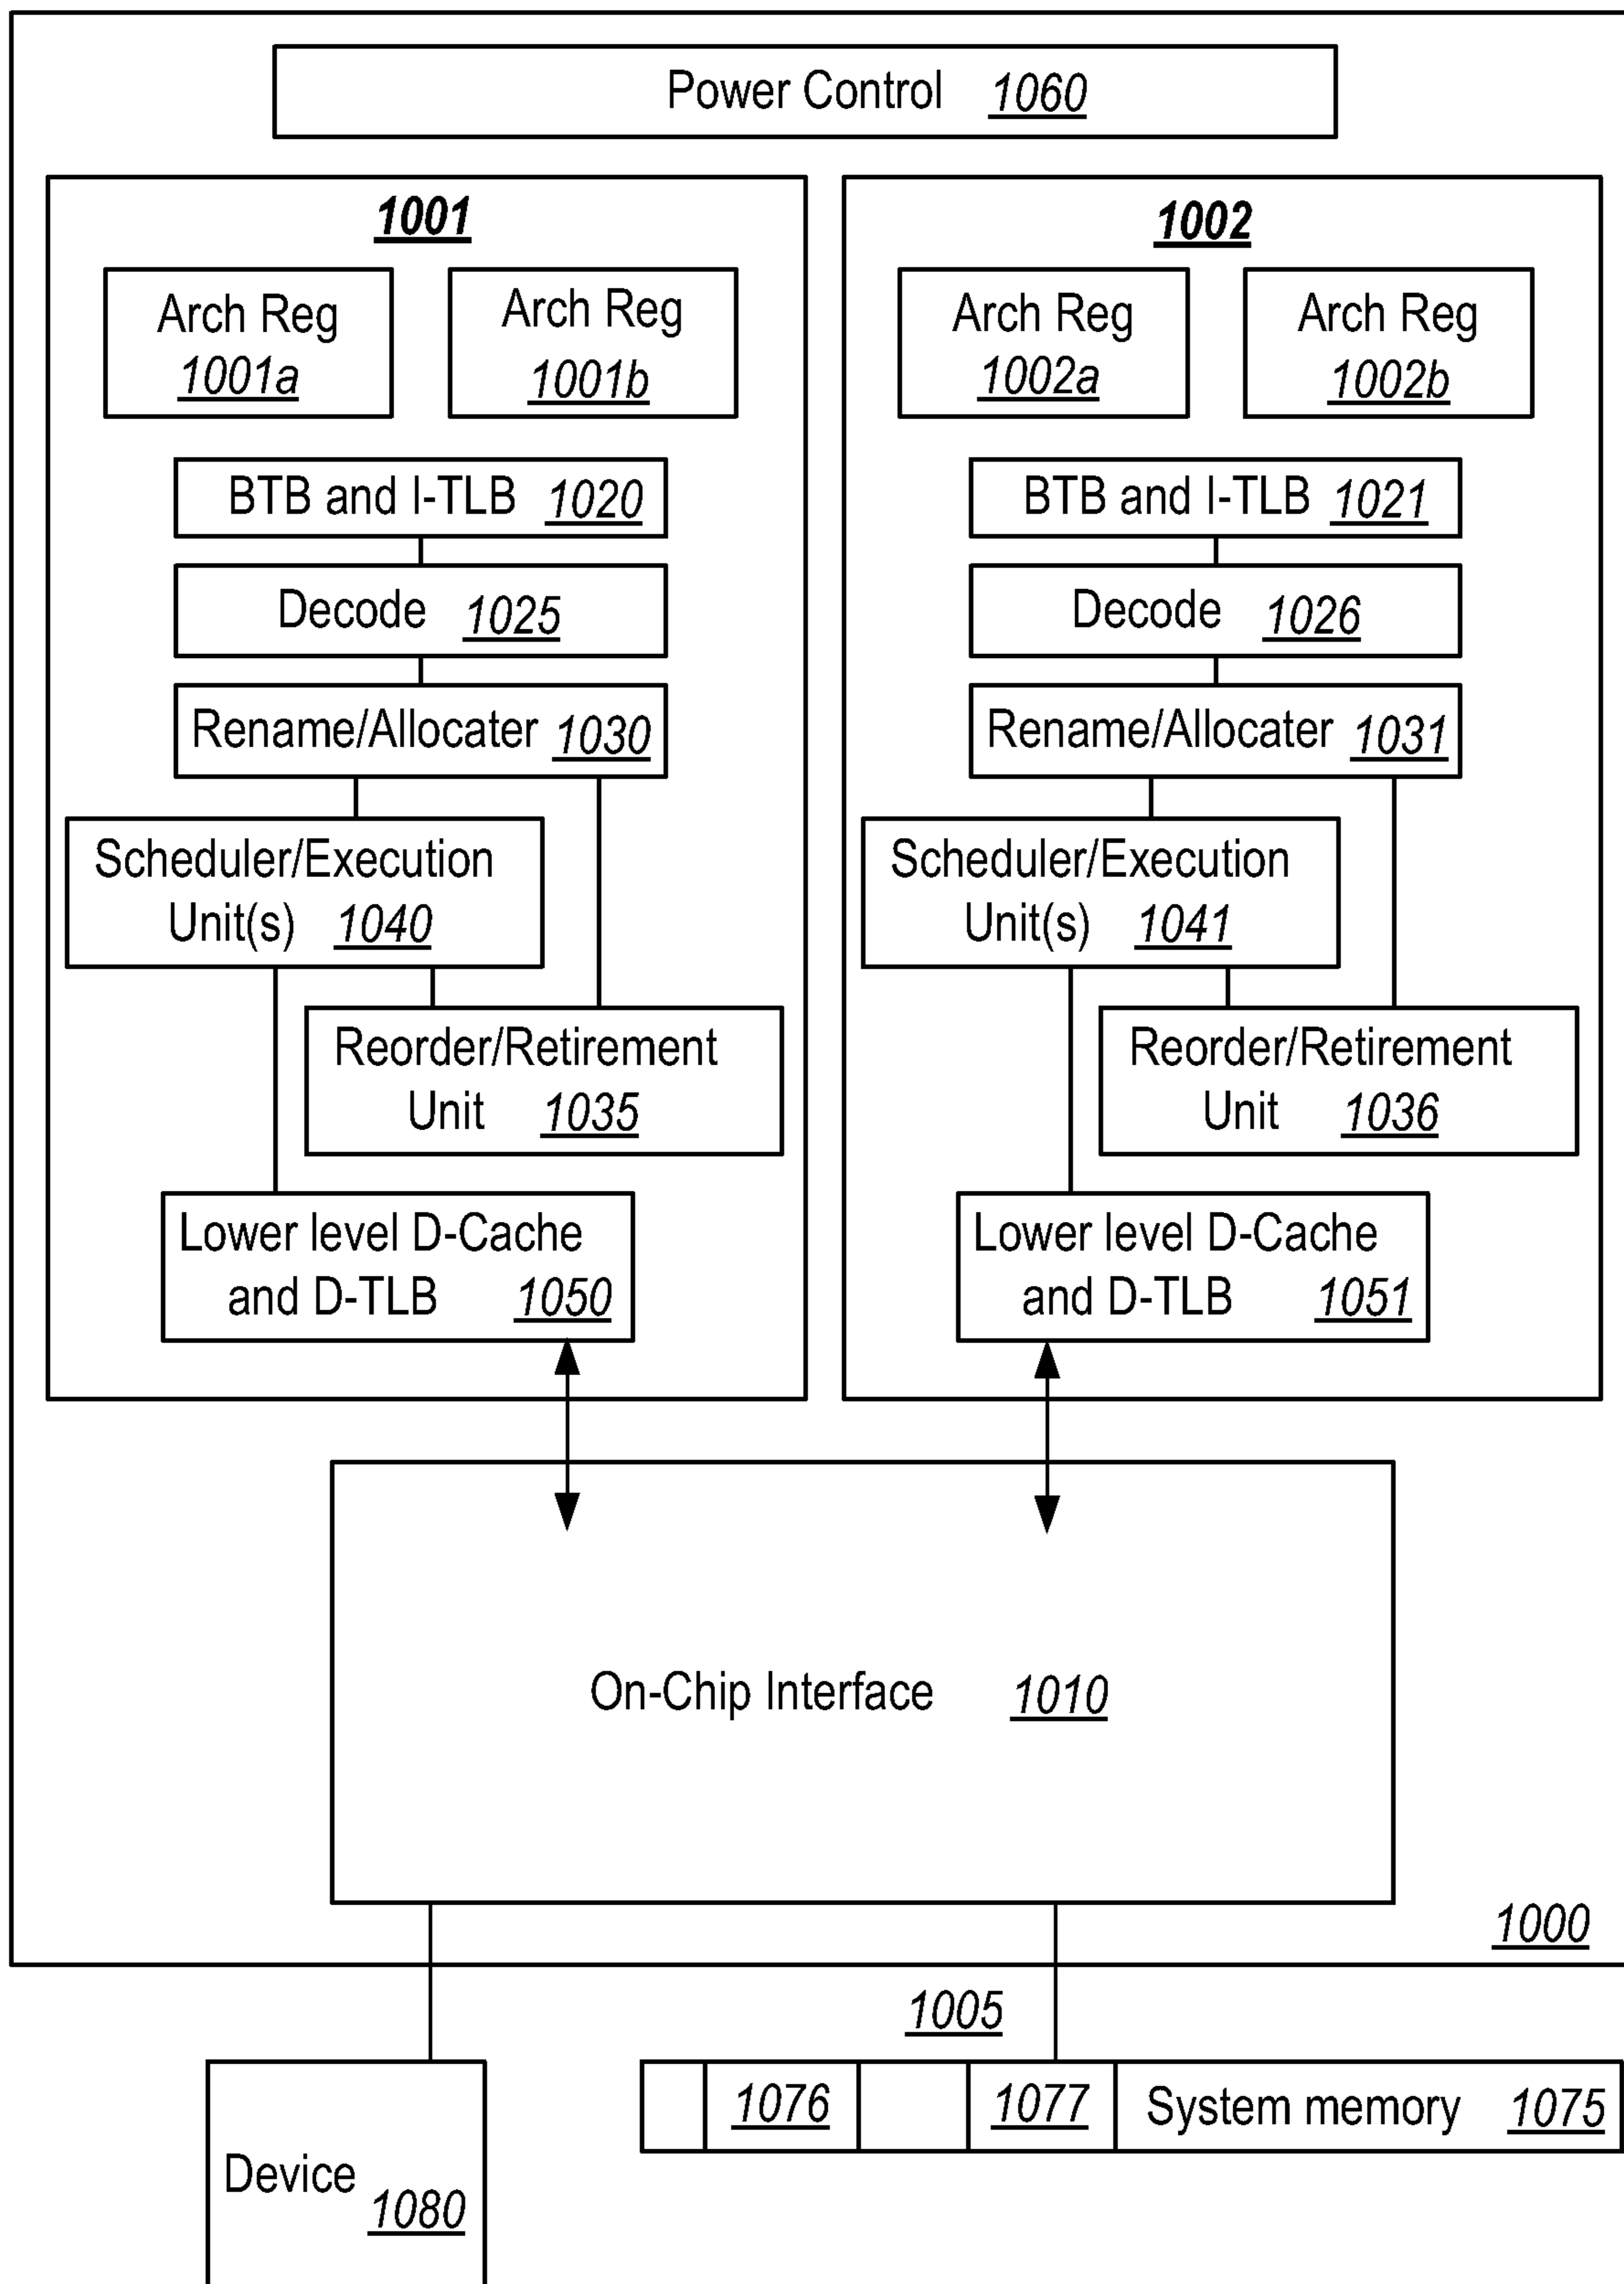 Power Control 1060
1001
Arch Reg
1001a
Arch Reg
1001b
BTB and I-TLB 1020
Decode 1025
Rename/Allocater 1030
Scheduler/Execution
Unit(s) 1040
Reorder/Retirement
Unit 1035
Lower level D-Cache
and D-TLB 1050
1002
Arch Reg
1002a
Arch Reg
1002b
BTB and I-TLB 1021
Decode 1026
Rename/Allocater 1031
Scheduler/Execution
Unit(s) 1041
Reorder/Retirement
Unit 1036
Lower level D-Cache
and D-TLB 1051
On-Chip Interface 1010
1000
1005
1076
1077
System memory 1075
Device 1080